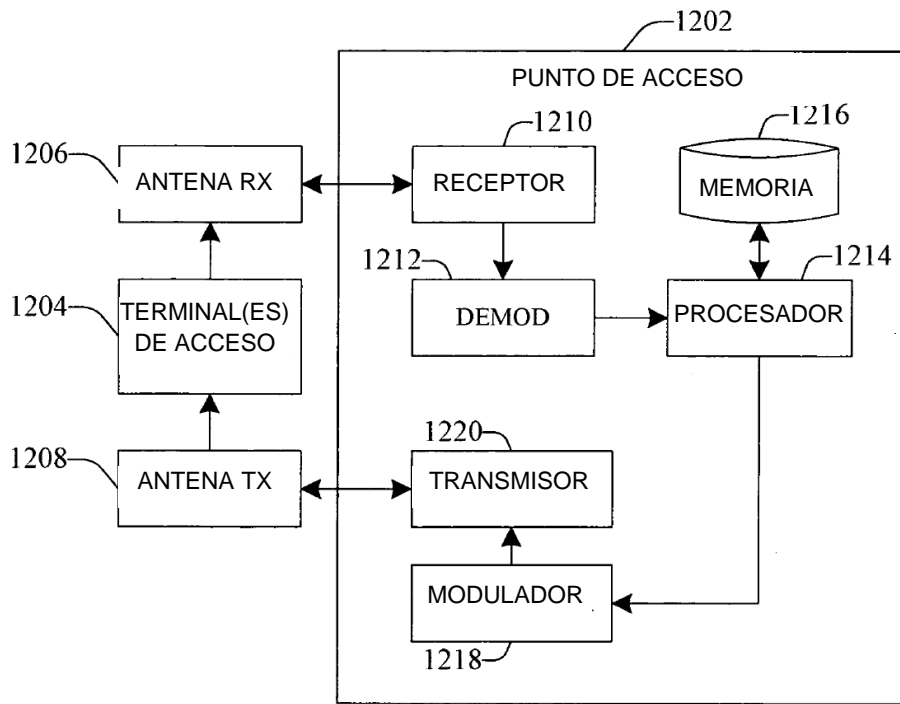 1202
PUNTO DE ACCESO
1206
ANTENA RX
1210
RECEPTOR
1216
MEMORIA
1204
TERMINAL(ES)
DE ACCESO
1212
DEMOD
1214
PROCESADOR
1208
ANTENA TX
1220
TRANSMISOR
MODULADOR
1218